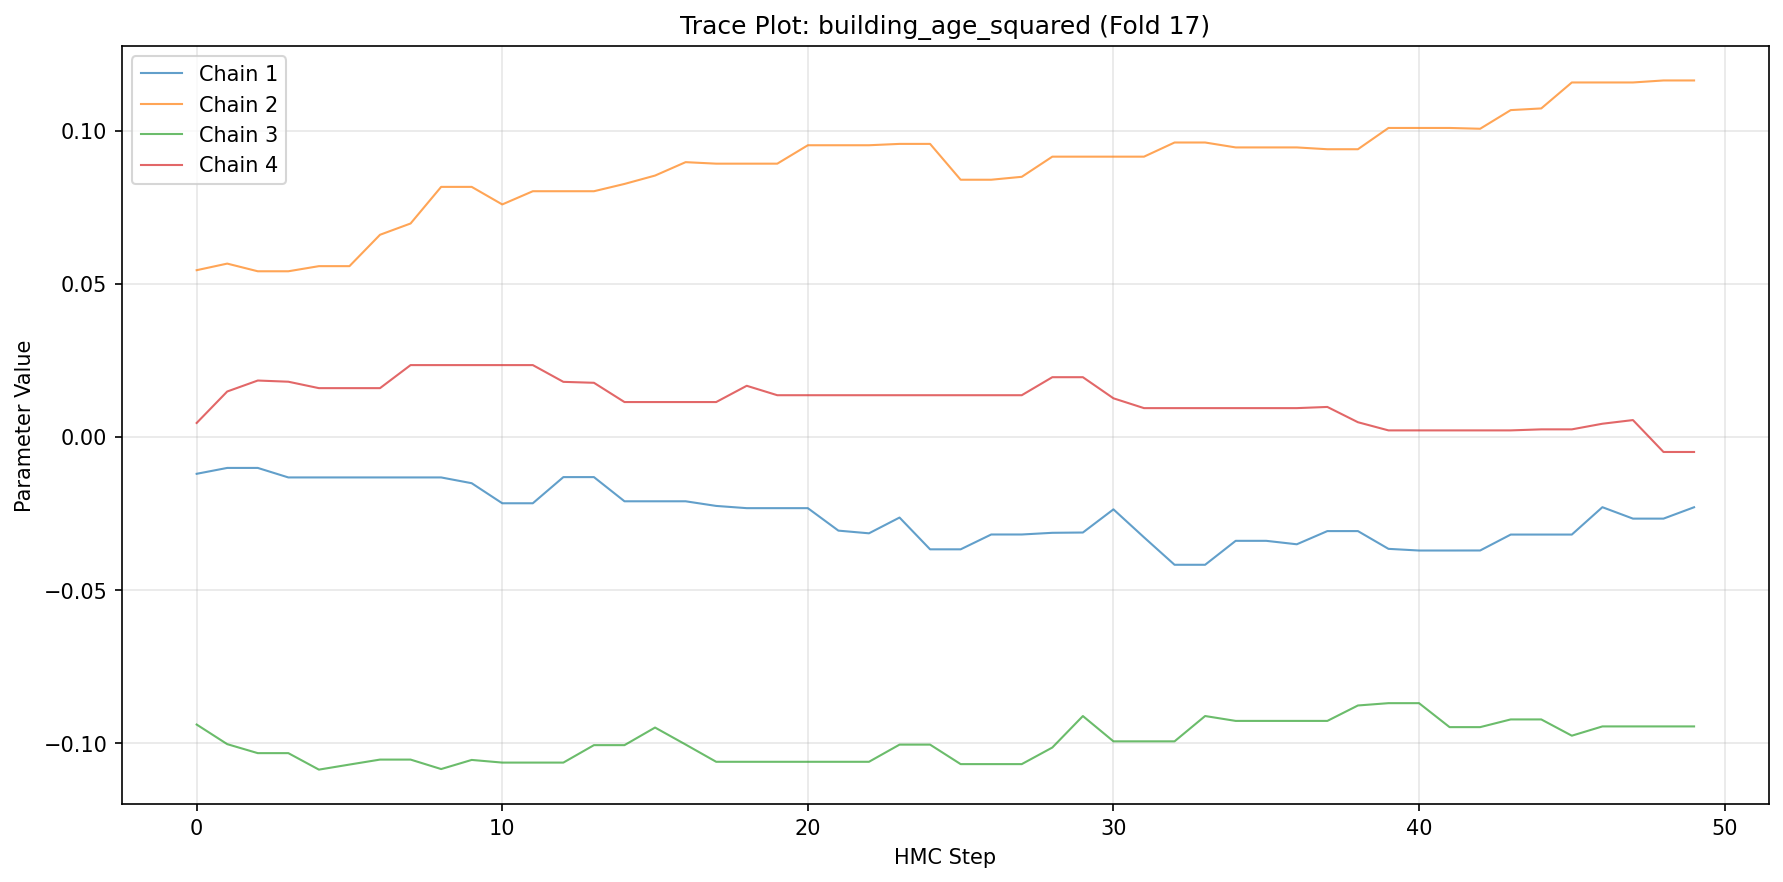 Trace Plot: building_age_squared (Fold 17)
Chain 1
Chain 2
Chain 3
Chain 4
0.10
0.05
0.00
−0.05
−0.10
Parameter Value
0 10 20 30 40 50
HMC Step